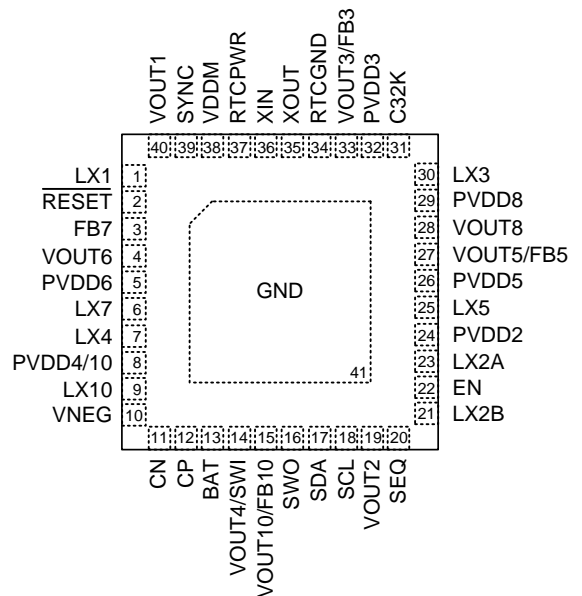 VOUT1
SYNC
VDDM
RTCPWR
XIN
XOUT
RTCGND
VOUT3/FB3
PVDD3
C32K
40 39 38 37 36 35 34 33 32 31
LX1 1
RESET 2
FB7 3
VOUT6 4
PVDD6 5
LX7 6
LX4 7
PVDD4/10 8
LX10 9
VNEG 10
GND
41
30 LX3
29 PVDD8
28 VOUT8
27 VOUT5/FB5
26 PVDD5
25 LX5
24 PVDD2
23 LX2A
22 EN
21 LX2B
11 12 13 14 15 16 17 18 19 20
CN
CP
BAT
VOUT4/SWI
VOUT10/FB10
SWO
SDA
SCL
VOUT2
SEQ